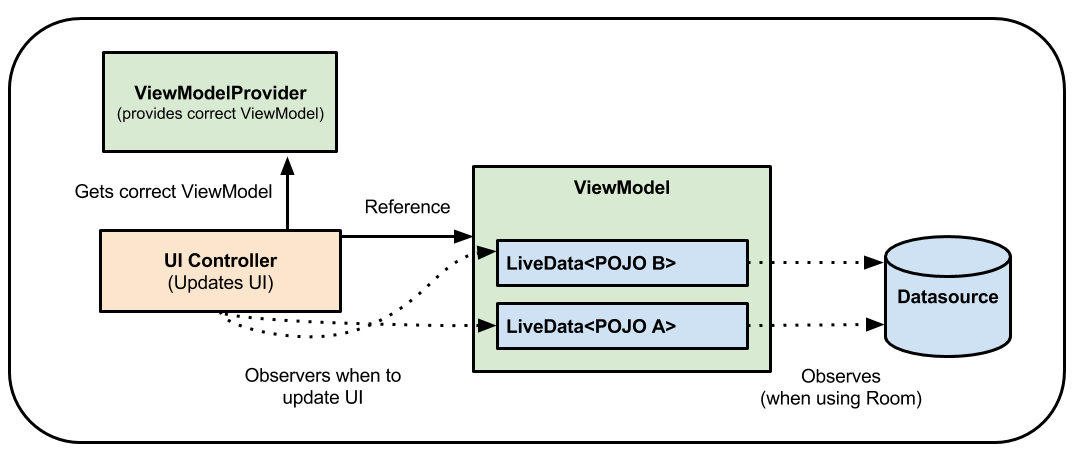 ViewModelProvider
(provides correct ViewModel)
Gets correct ViewModel
Reference
ViewModel
UI Controller
(Updates UI)
LiveData<POJO B>
LiveData<POJO A>
Datasource
Observers when to
update UI
Observes
(when using Room)